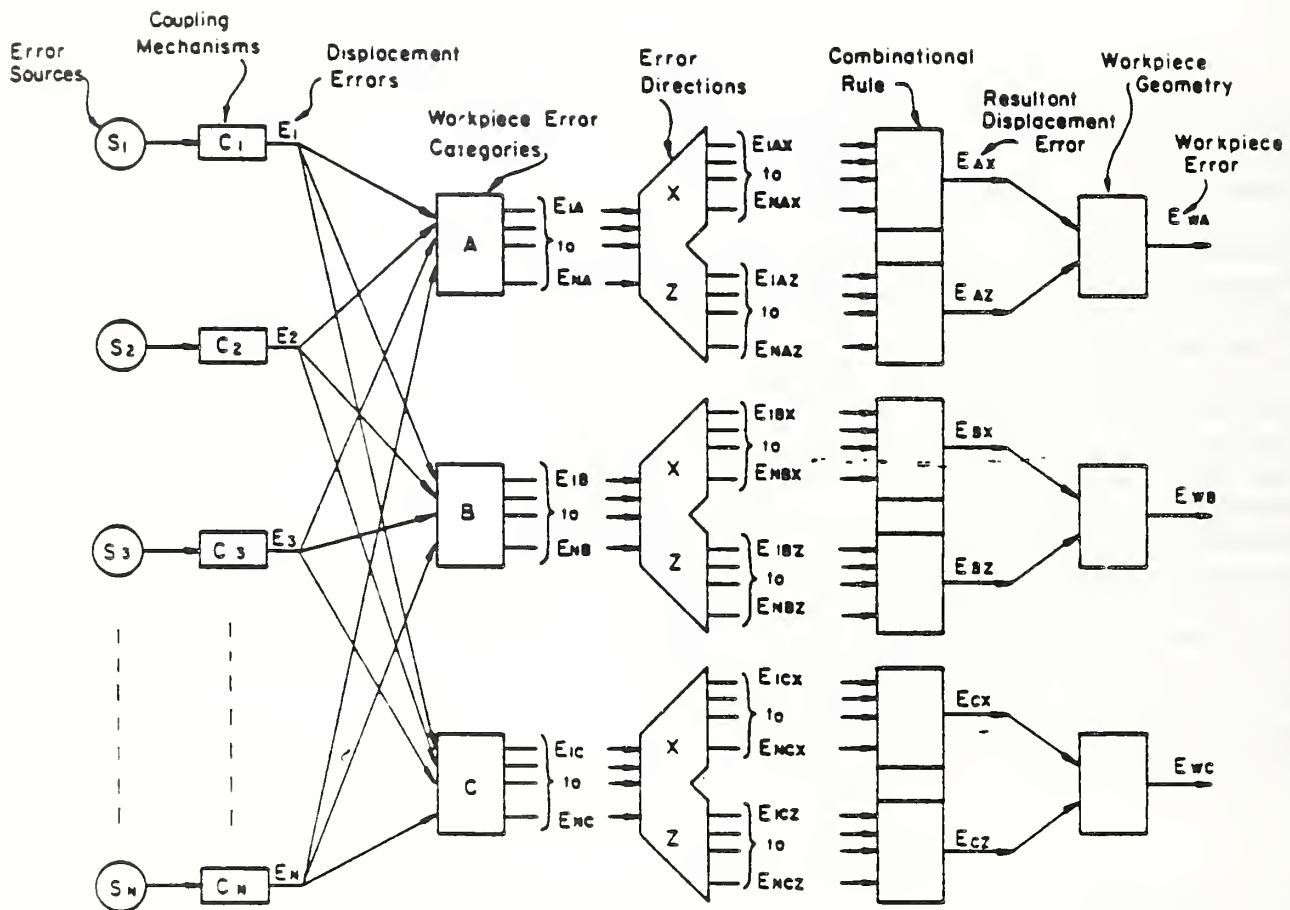 Error
Sources
Coupling
Mechanisms
Displacement
Errors
Workpiece Error
Categories
Error
Directions
Combinational
Rule
Resultant
Displacement
Error
Workpiece
Geometry
Workpiece
Error
S1
C1
E1
S2
C2
E2
S3
C3
E3
SN
CN
EN
A
E1A
to
ENA
X
Z
E1AX
to
ENAX
E1AZ
to
ENAZ
EAX
EAZ
EWA
B
E1B
to
ENB
X
Z
E1BX
to
ENBX
E1BZ
to
ENBZ
EBX
EBZ
EWB
C
E1C
to
ENC
X
Z
E1CX
to
ENCX
E1CZ
to
ENCZ
ECX
ECZ
EWC